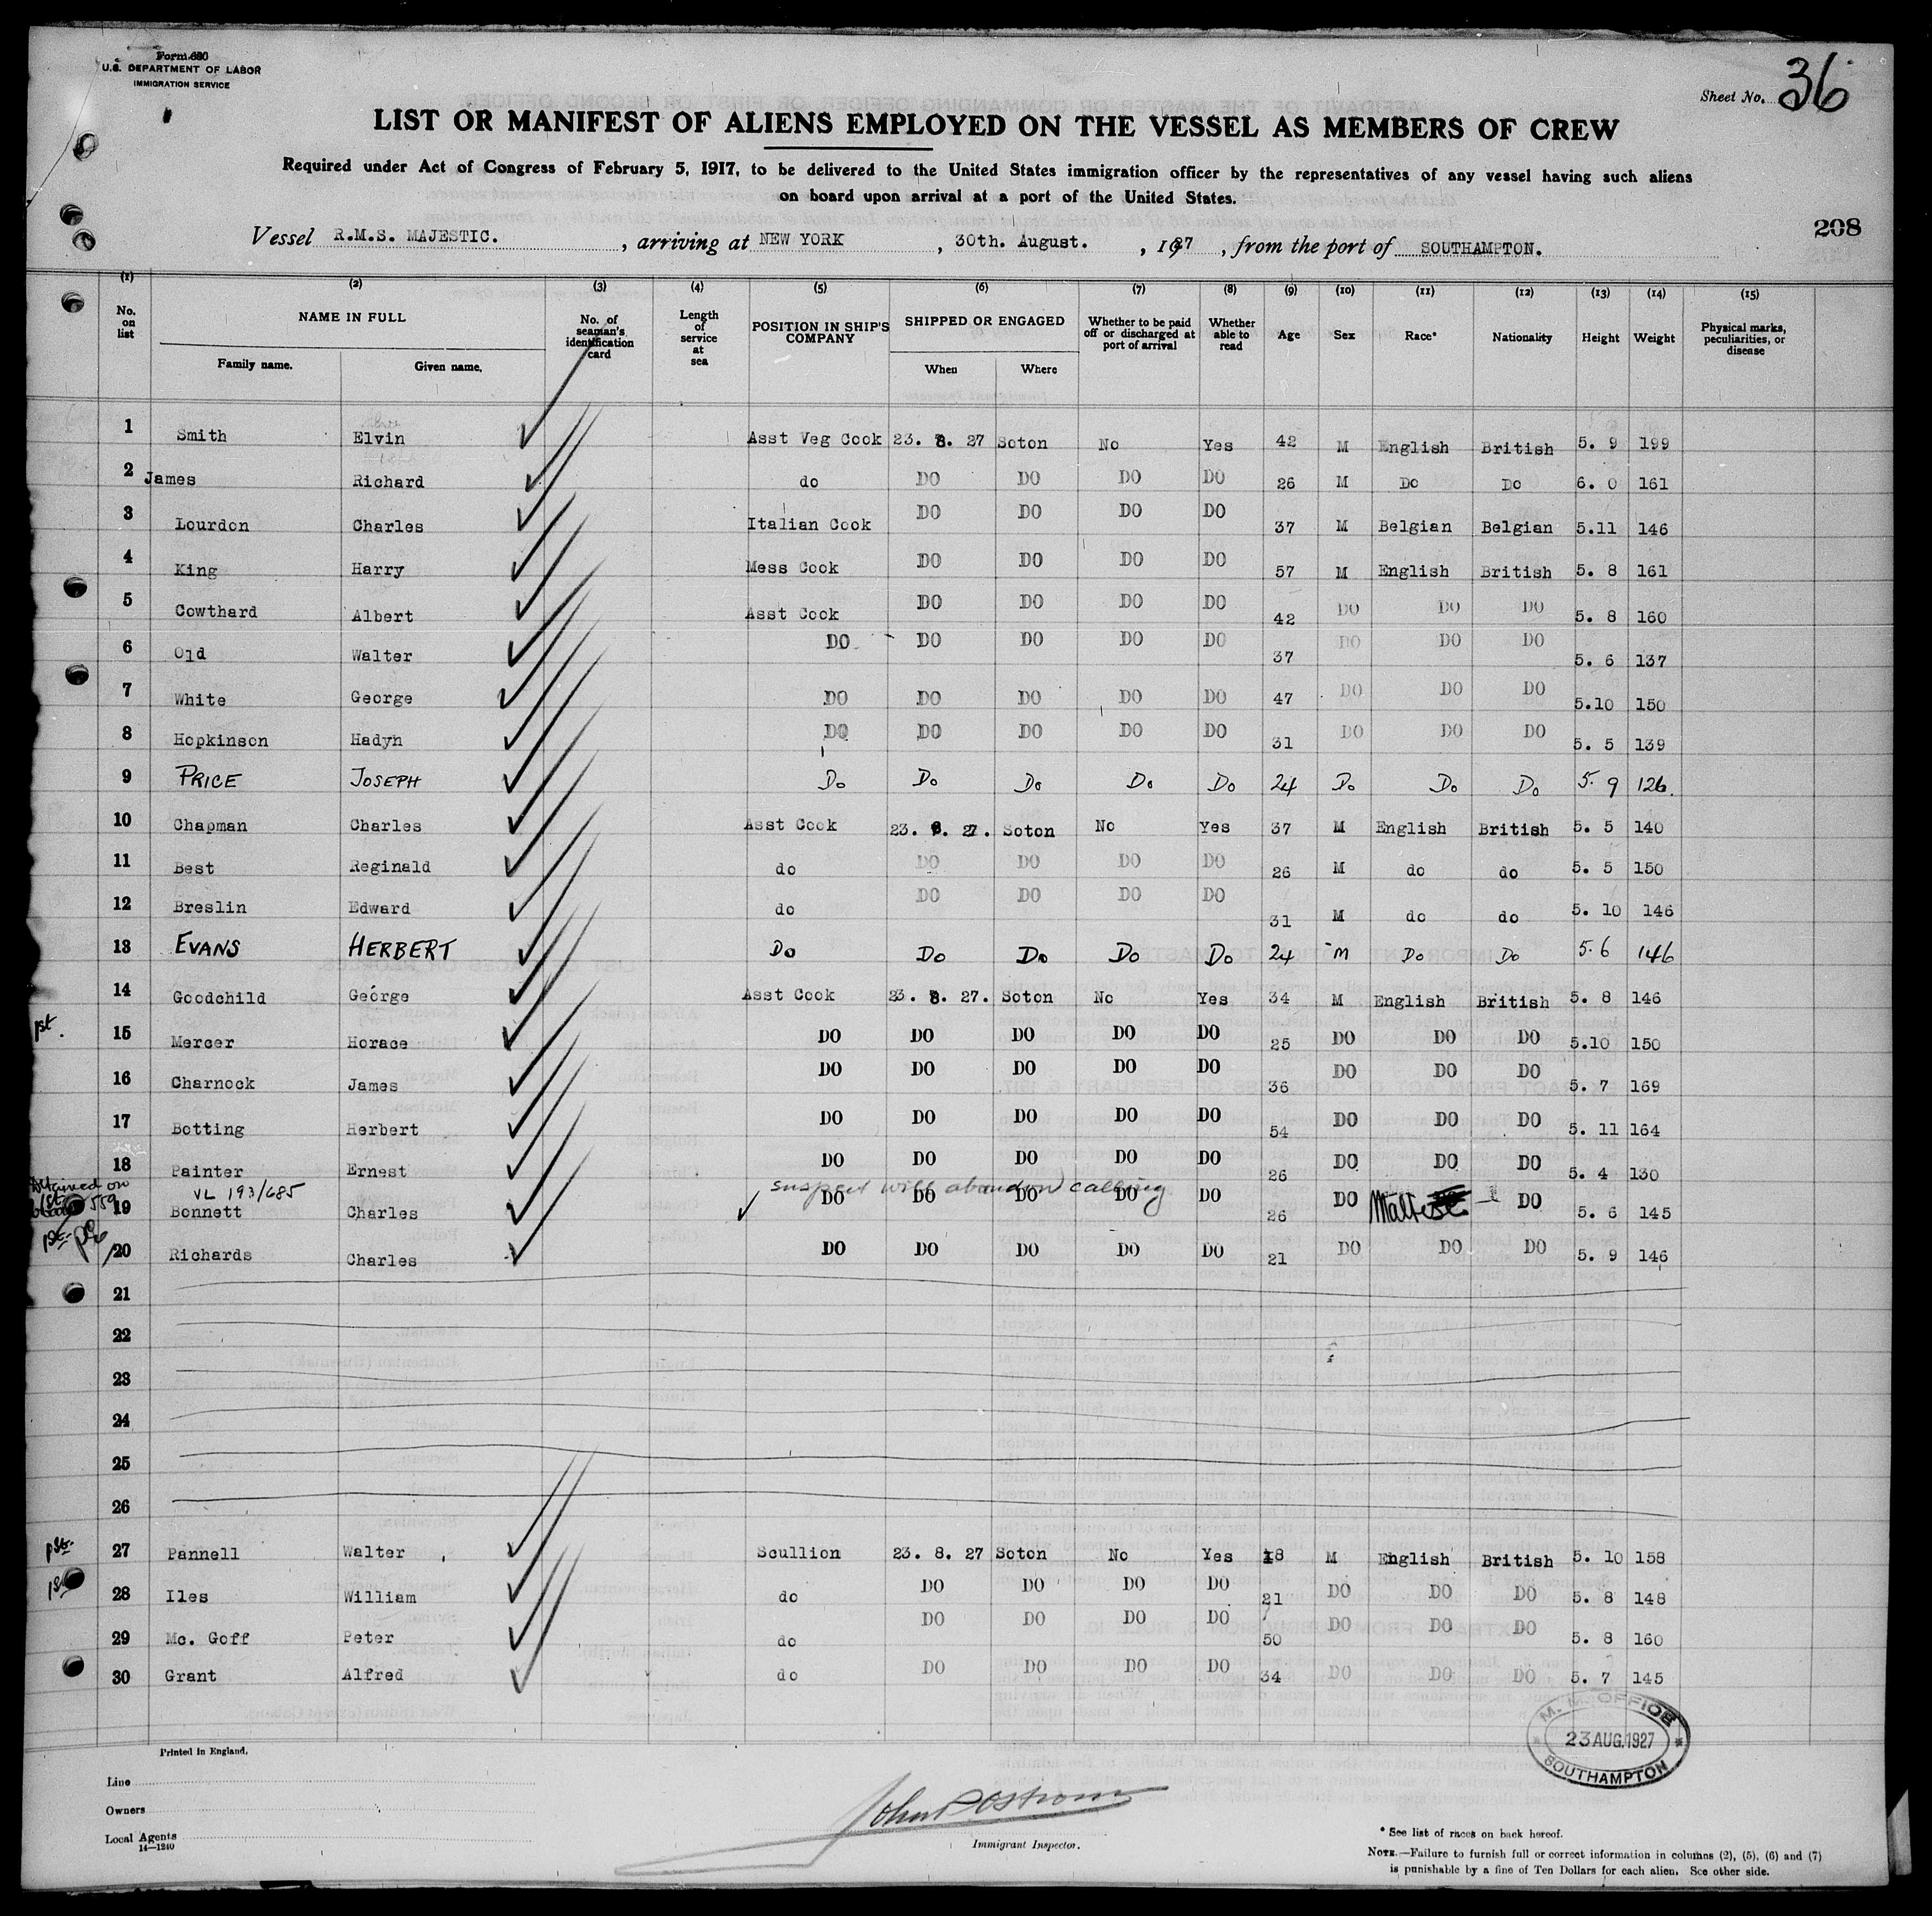 Form 680
U.S. DEPARTMENT OF LABOR
IMMIGRATION SERVICE
Sheet No. 36
LIST OR MANIFEST OF ALIENS EMPLOYED ON THE VESSEL AS MEMBERS OF CREW
Required under Act of Congress of February 5, 1917, to be delivered to the United States immigration officer by the representatives of any vessel having such aliens
on board upon arrival at a port of the United States.
208
Vessel R.M.S. MAJESTIC. , arriving at NEW YORK , 30th. August. , 1927 , from the port of SOUTHAMPTON.
(1) (2) (3) (4) (5) (6) (7) (8) (9) (10) (11) (12) (13) (14) (15)
No. on list NAME IN FULL Family name. Given name. No. of seaman's identification card Length of service at sea POSITION IN SHIP'S COMPANY SHIPPED OR ENGAGED When Where Whether to be paid off or discharged at port of arrival Whether able to read Age Sex Race* Nationality Height Weight Physical marks, peculiarities, or disease
1 Smith Elvin Asst Veg Cook 23. 8. 27 Soton No Yes 42 M English British 5. 9 199
2 James Richard do DO DO DO DO 26 M Do Do 6. 0 161
3 Lourdon Charles Italian Cook DO DO DO DO 37 M Belgian Belgian 5.11 146
4 King Harry Mess Cook DO DO DO DO 57 M English British 5. 8 161
5 Cowthard Albert Asst Cook DO DO DO DO 42 DO DO DO 5. 8 160
6 Old Walter DO DO DO DO DO 37 DO DO DO 5. 6 137
7 White George DO DO DO DO DO 47 DO DO DO 5.10 150
8 Hopkinson Hadyn DO DO DO DO DO 31 DO DO DO 5. 5 139
9 PRICE JOSEPH Do Do Do Do Do 24 Do Do Do 5. 9 126.
10 Chapman Charles Asst Cook 23. 8. 27. Soton No Yes 37 M English British 5. 5 140
11 Best Reginald do DO DO DO DO 26 M do do 5. 5 150
12 Breslin Edward do DO DO DO DO 31 M do do 5. 10 146
13 EVANS HERBERT Do Do Do Do Do 24 M Do Do 5. 6 146
14 Goodchild George Asst Cook 23. 8. 27. Soton No Yes 34 M English British 5. 8 146
1st. 15 Mercer Horace DO DO DO DO DO 25 DO DO DO 5.10 150
16 Charnock James DO DO DO DO DO 36 DO DO DO 5. 7 169
17 Botting Herbert DO DO DO DO DO 54 DO DO DO 5. 11 164
18 Painter Ernest DO DO DO DO DO 26 DO DO DO 5. 4 130
Detained on 559
VL 193/685 suspect will abandon calling
1st 19 Bonnett Charles DO DO DO DO DO 26 DO Maltese DO 5. 6 145
1st 20 Richards Charles DO DO DO DO DO 21 DO DO DO 5. 9 146
21
22
23
24
25
26
27 Pannell Walter Scullion 23. 8. 27 Soton No Yes 18 M English British 5. 10 158
1st 28 Iles William do DO DO DO DO 21 DO DO DO 5. 8 148
29 Mc. Goff Peter do DO DO DO DO 50 DO DO DO 5. 8 160
30 Grant Alfred do DO DO DO DO 34 DO DO DO 5. 7 145
M. M. OFFICE
23 AUG. 1927
SOUTHAMPTON
Printed in England.
Line
Owners
Local Agents
14—1240
Immigrant Inspector.
* See list of races on back hereof.
NOTE.—Failure to furnish full or correct information in columns (2), (5), (6) and (7)
is punishable by a fine of Ten Dollars for each alien. See other side.